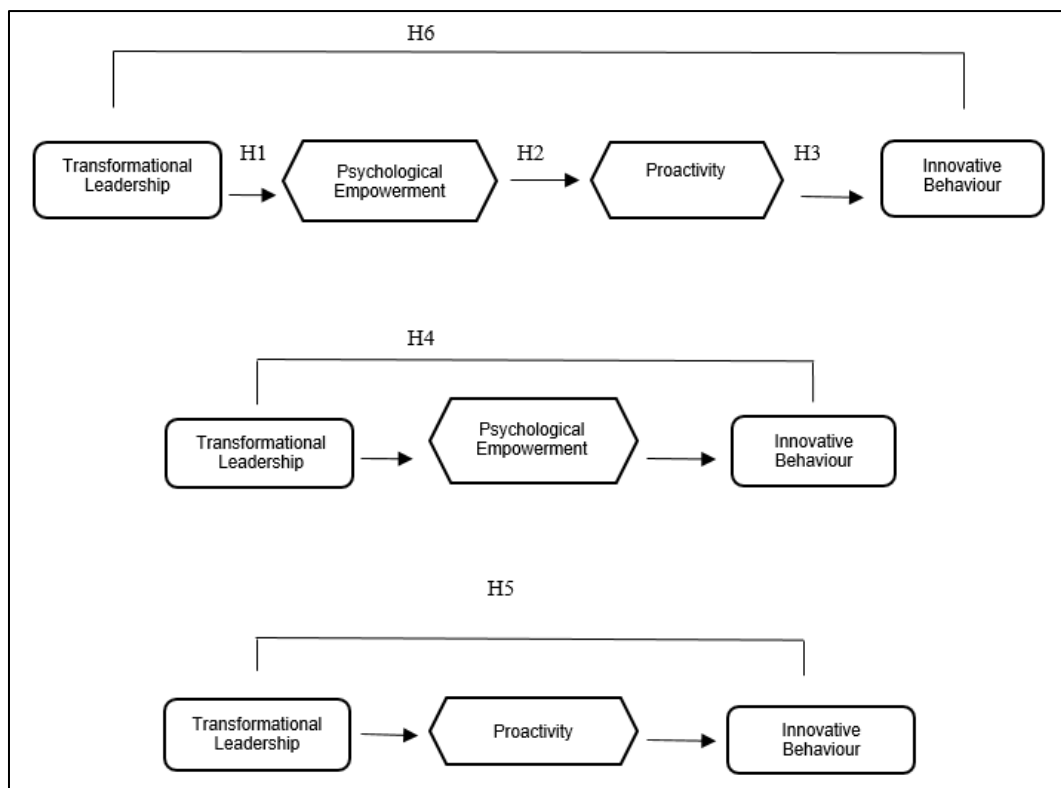 H6
H1
H2
H3
Transformational
Leadership
Psychological
Empowerment
Proactivity
Innovative
Behaviour
H4
Transformational
Leadership
Psychological
Empowerment
Innovative
Behaviour
H5
Transformational
Leadership
Proactivity
Innovative
Behaviour